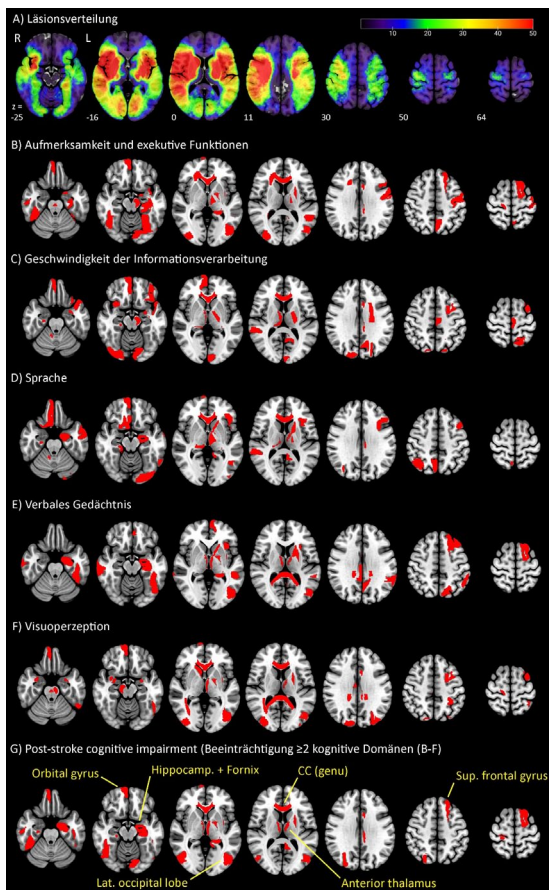 A) Läsionsverteilung
10 20 30 40 50
R L
z =
-25 -16 0 11 30 50 64
B) Aufmerksamkeit und exekutive Funktionen
C) Geschwindigkeit der Informationsverarbeitung
D) Sprache
E) Verbales Gedächtnis
F) Visuoperzeption
G) Post-stroke cognitive impairment (Beeinträchtigung ≥2 kognitive Domänen (B-F)
Orbital gyrus
Hippocamp. + Fornix
CC (genu)
Sup. frontal gyrus
Lat. occipital lobe
Anterior thalamus